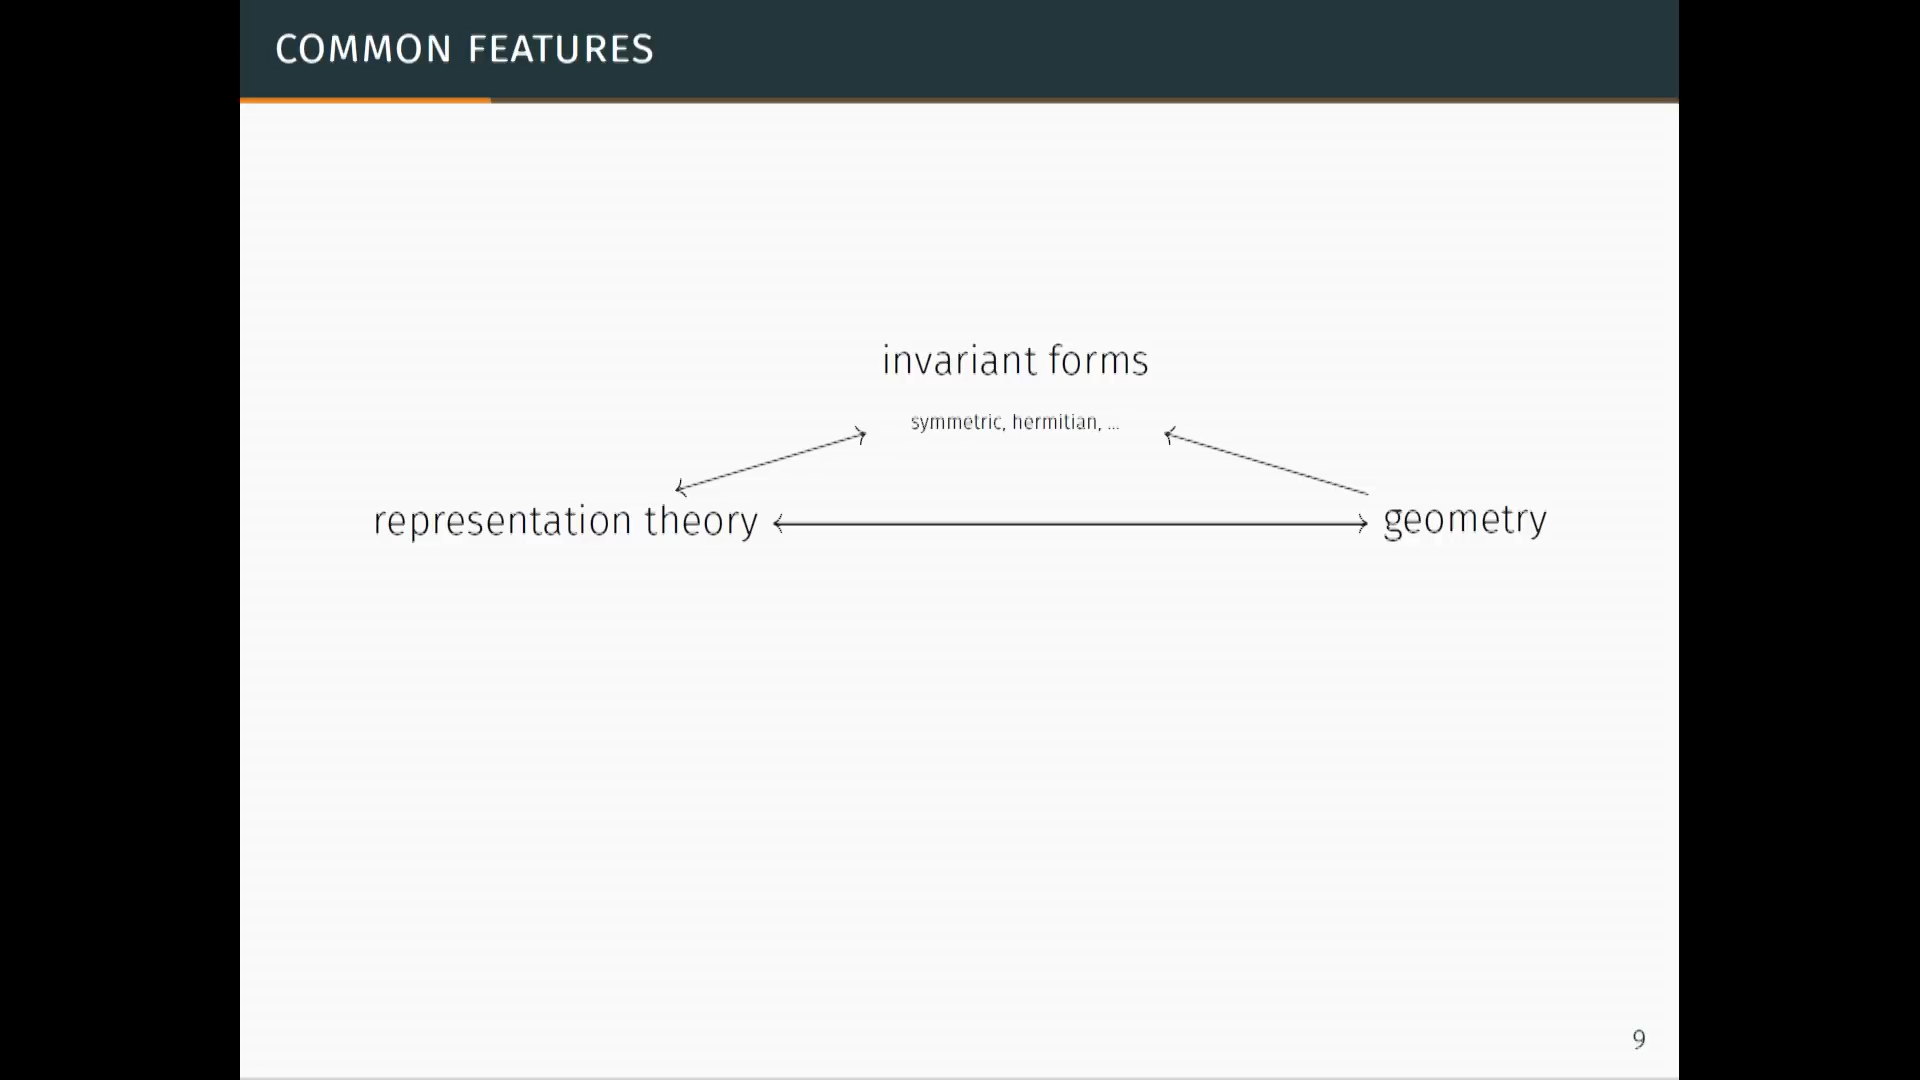 COMMON FEATURES
invariant forms
symmetric, hermitian, ...
representation theory
geometry
9